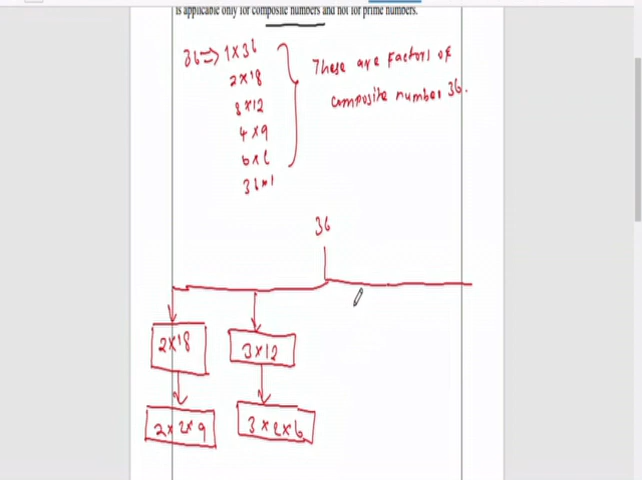 is applicable only for composite numbers and not for prime numbers.
36 => 1 x 36
2 x 18
3 x 12
4 x 9
6 x 6
36 x 1
These are factors of
composite number 36.
36
2 x 18
3 x 12
2 x 2 x 9
3 x 2 x 6